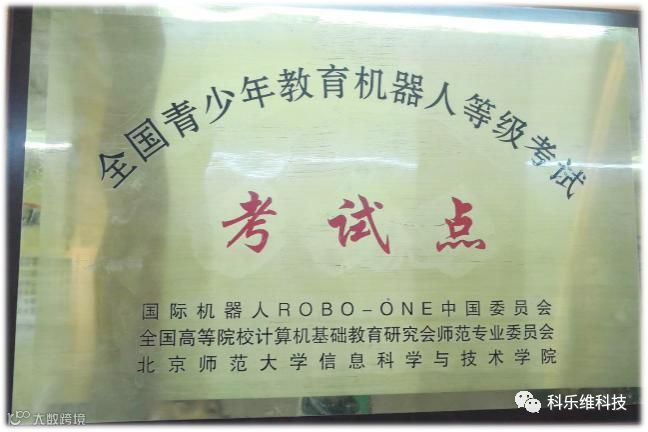 全国青少年教育机器人等级考试
考试点
国际机器人ROBO-ONE中国委员会
全国高等院校计算机基础教育研究会师范专业委员会
北京师范大学信息科学与技术学院
大数跨境
科乐维科技